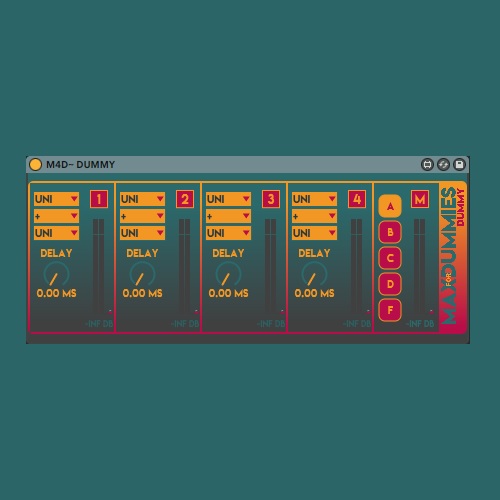 M4D~ DUMMY
UNI
+
UNI
1
DELAY
0.00 MS
-INF DB
UNI
+
UNI
2
DELAY
0.00 MS
-INF DB
UNI
+
UNI
3
DELAY
0.00 MS
-INF DB
UNI
+
UNI
4
DELAY
0.00 MS
-INF DB
A
B
C
D
F
M
-INF DB
MAX FOR DUMMIES
DUMMY